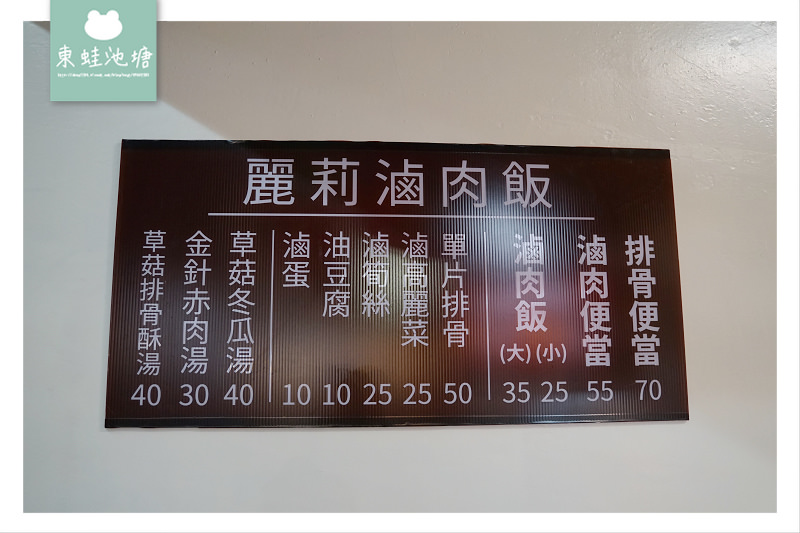 東蛙池塘
麗莉滷肉飯
排骨便當
70
滷肉便當
55
滷肉飯
(大)(小)
35 25
單片排骨
50
滷高麗菜
25
滷筍絲
25
油豆腐
10
滷蛋
10
草菇冬瓜湯
40
金針赤肉湯
30
草菇排骨酥湯
40